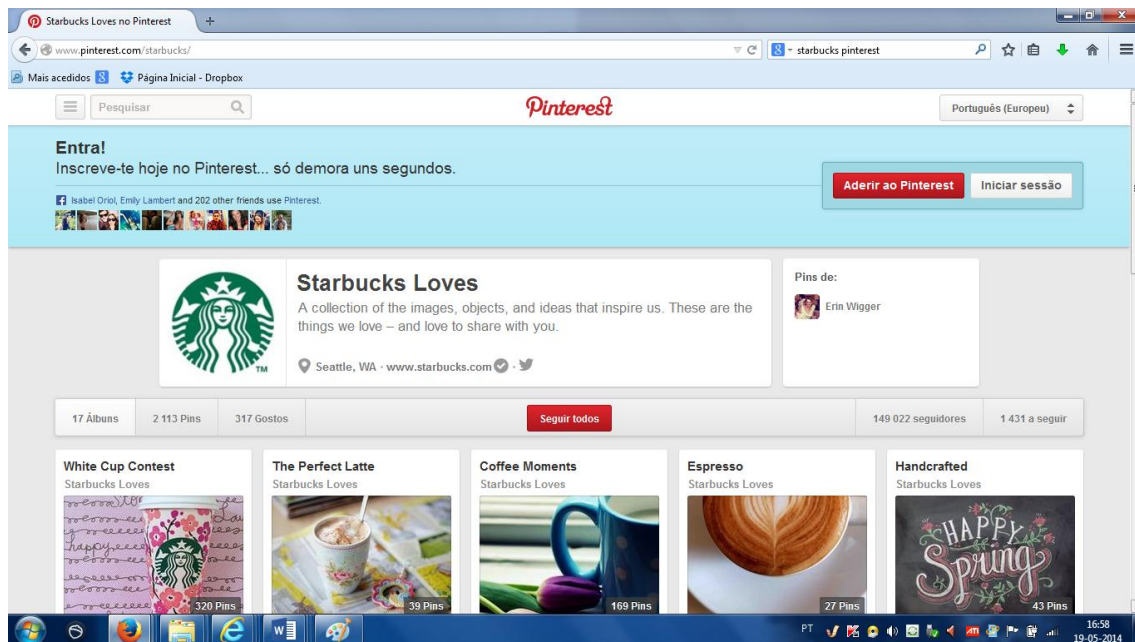 Starbucks Loves no Pinterest
www.pinterest.com/starbucks/
starbucks pinterest
Mais acedidos
Página Inicial - Dropbox
Pesquisar
Pinterest
Português (Europeu)
Entra!
Inscreve-te hoje no Pinterest... só demora uns segundos.
Isabel Oriol, Emily Lambert and 202 other friends use Pinterest.
Aderir ao Pinterest
Iniciar sessão
Starbucks Loves
A collection of the images, objects, and ideas that inspire us. These are the
things we love – and love to share with you.
Seattle, WA · www.starbucks.com ·
TM
Pins de:
Erin Wigger
17 Álbuns
2 113 Pins
317 Gostos
Seguir todos
149 022 seguidores
1 431 a seguir
White Cup Contest
Starbucks Loves
happy
320 Pins
The Perfect Latte
Starbucks Loves
39 Pins
Coffee Moments
Starbucks Loves
169 Pins
Espresso
Starbucks Loves
27 Pins
Handcrafted
Starbucks Loves
HAPPY
Spring
43 Pins
PT
ATI
16:58
19-05-2014